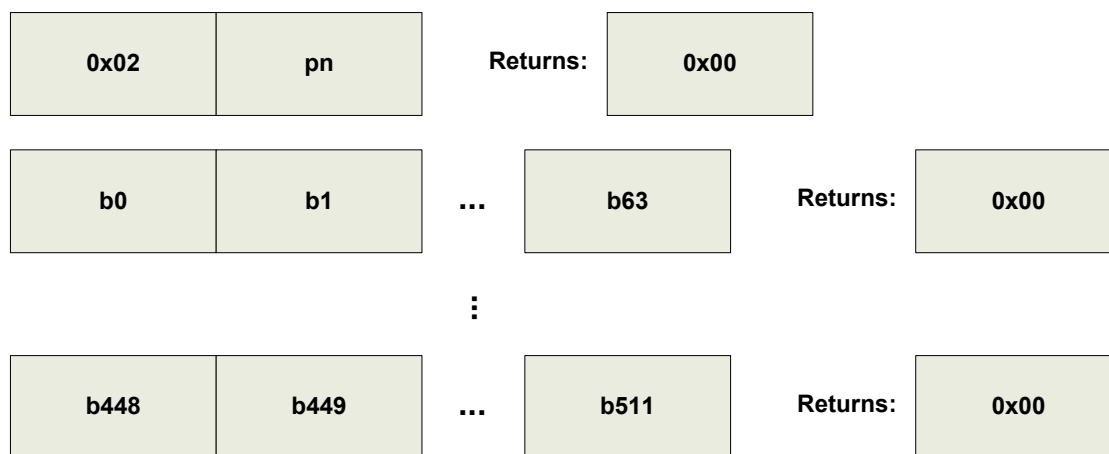 0x02 pn Returns: 0x00
b0 b1 ... b63 Returns: 0x00
⋮
b448 b449 ... b511 Returns: 0x00